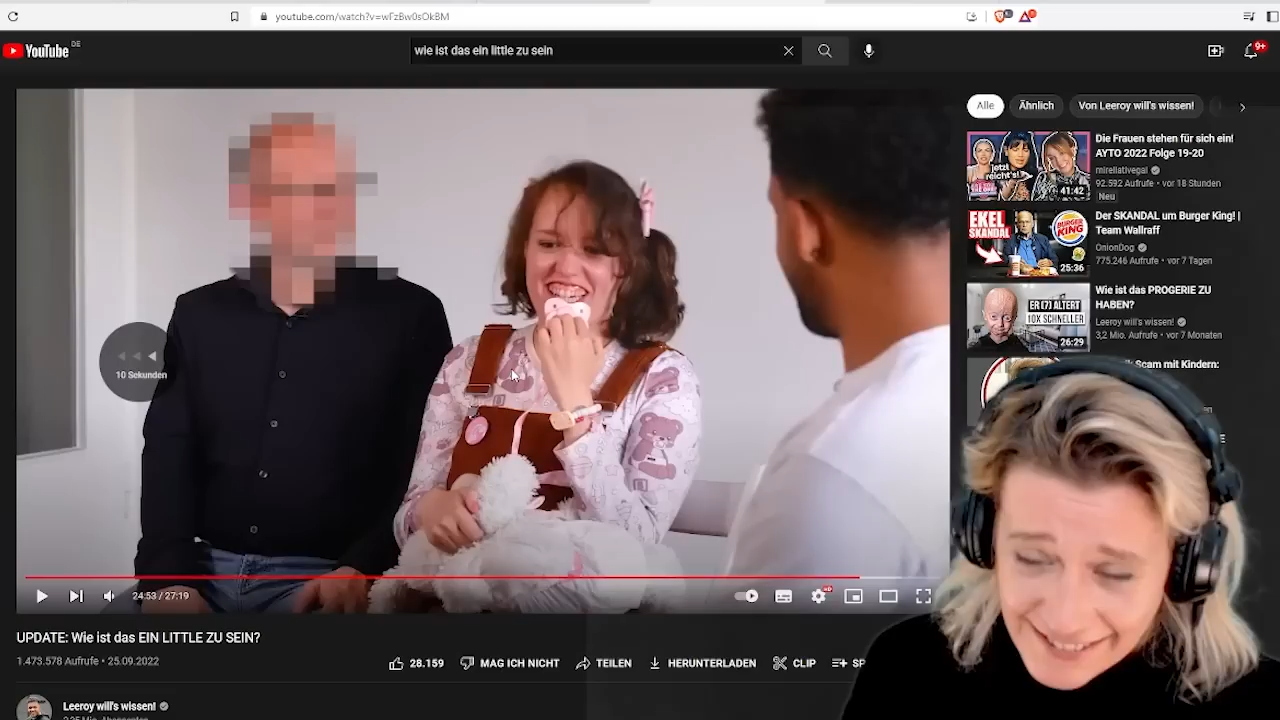 youtube.com/watch?v=wFzBw0sOkBM
YouTube DE
wie ist das ein little zu sein
9+
Alle
Ähnlich
Von Leeroy will's wissen!
Jetzt reicht's!
41:42
Die Frauen stehen für sich ein!
AYTO 2022 Folge 19-20
mirellativegal
92.592 Aufrufe • vor 18 Stunden
Neu
EKEL
SKANDAL
BURGER KING
25:36
Der SKANDAL um Burger King! |
Team Wallraff
OnionDog
775.246 Aufrufe • vor 7 Tagen
ER (7) ALTERT
10X SCHNELLER
26:29
Wie ist das PROGERIE ZU
HABEN?
Leeroy will's wissen!
3,2 Mio. Aufrufe • vor 7 Monaten
Scam mit Kindern:
10 Sekunden
24:53 / 27:19
UPDATE: Wie ist das EIN LITTLE ZU SEIN?
1.473.578 Aufrufe • 25.09.2022
28.159
MAG ICH NICHT
TEILEN
HERUNTERLADEN
CLIP
SP
Leeroy will's wissen!